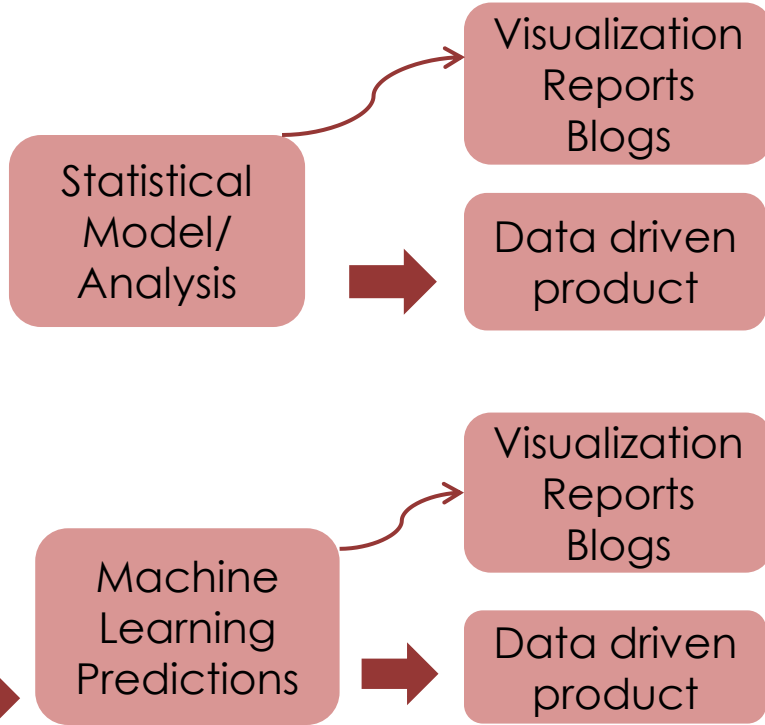 Visualization
Reports
Blogs
Statistical
Model/
Analysis
Data driven
product
Visualization
Reports
Blogs
Machine
Learning
Predictions
Data driven
product